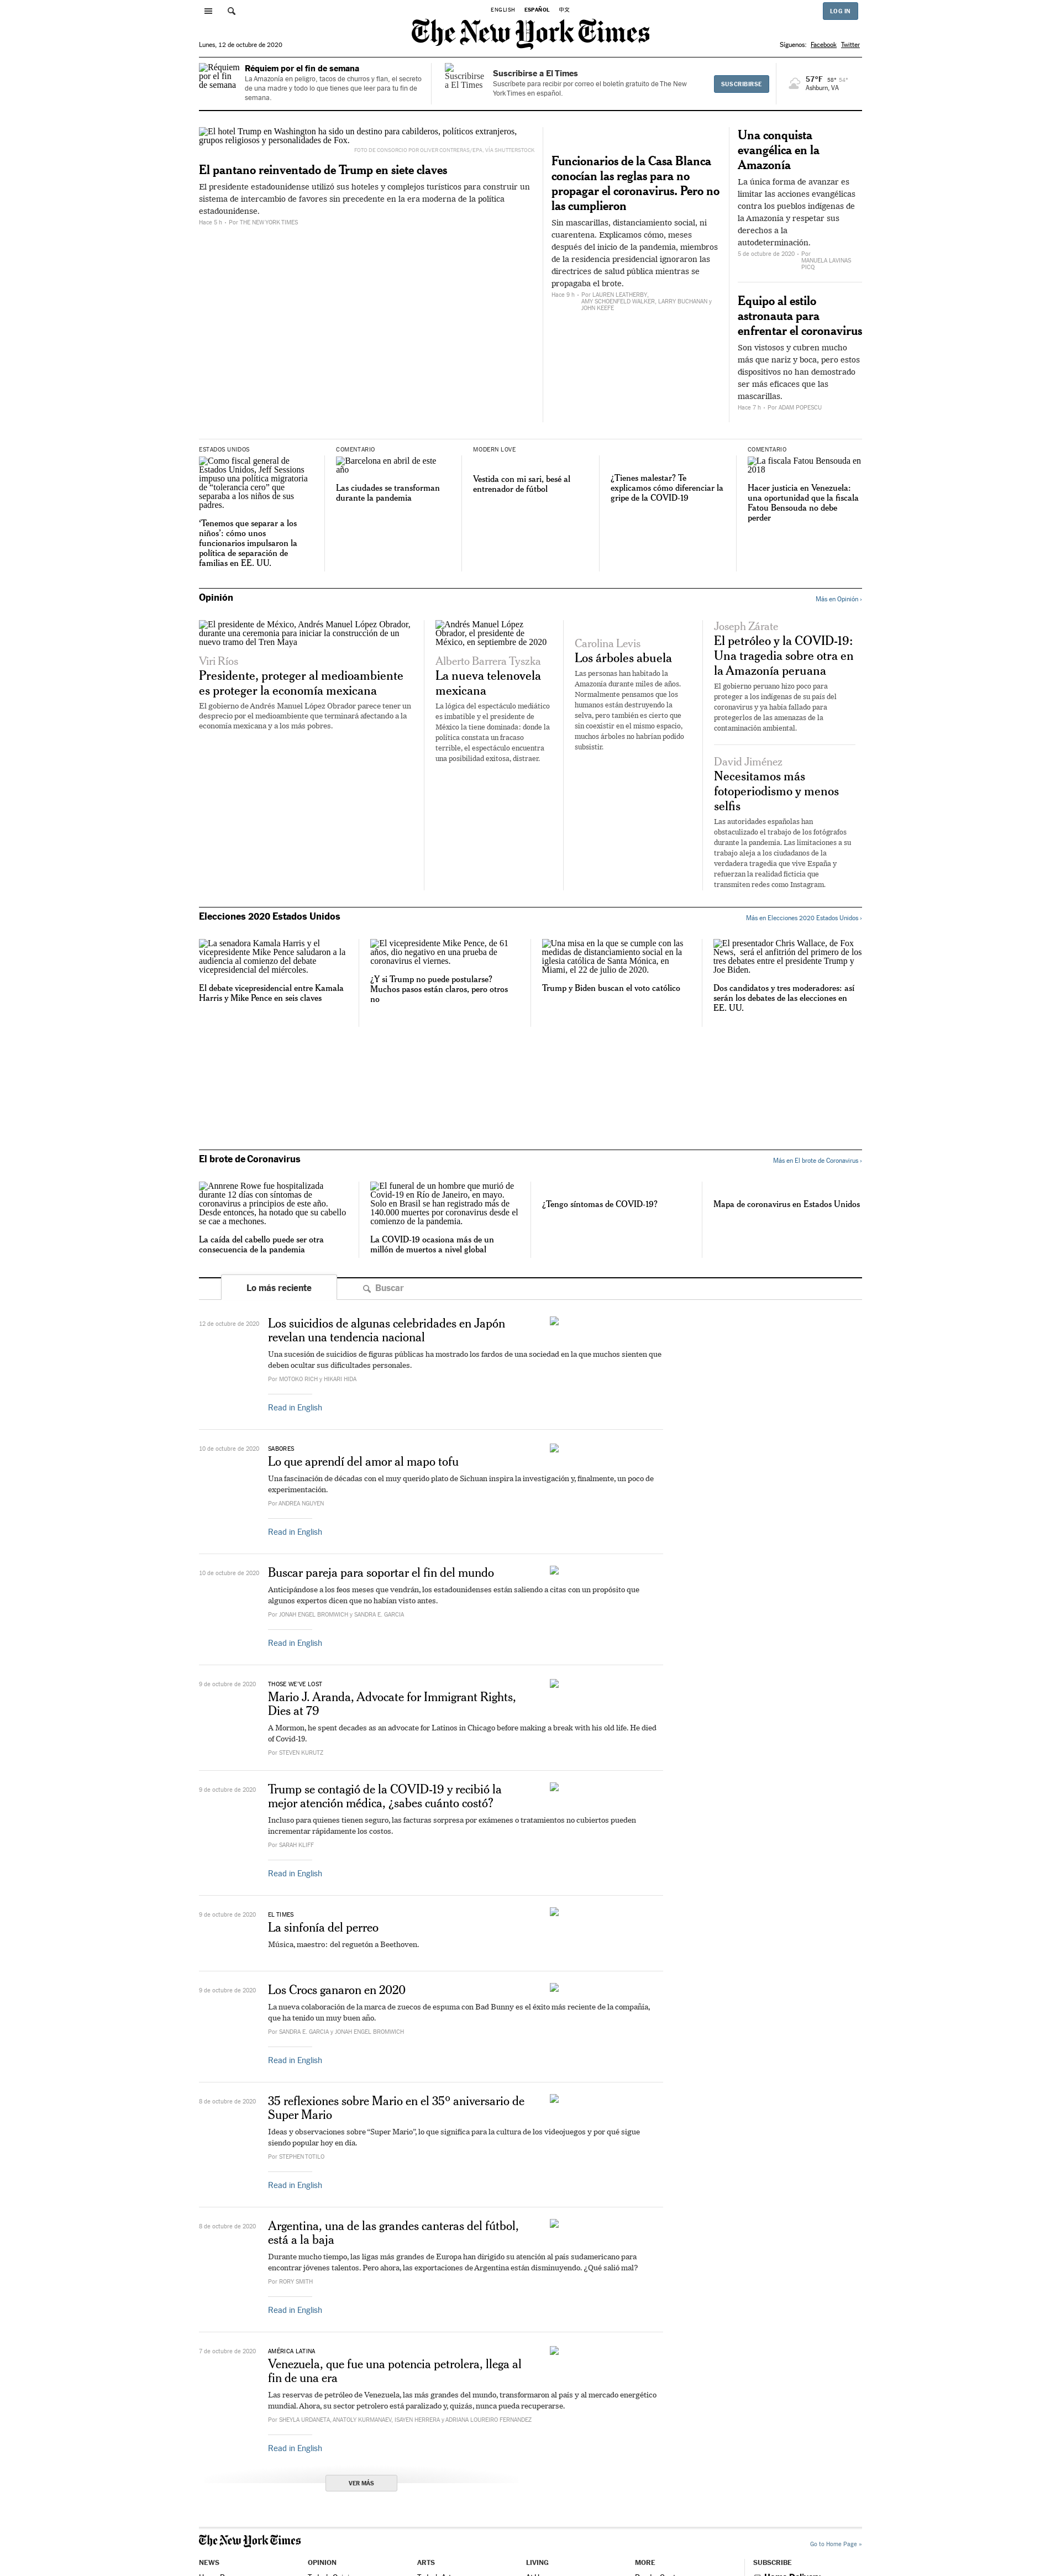 ENGLISH ESPAÑOL 中文
LOG IN
The New York Times
Lunes, 12 de octubre de 2020
Síguenos: Facebook Twitter
Réquiem
por el fin
de semana
Réquiem por el fin de semana
La Amazonía en peligro, tacos de churros y flan, el secreto
de una madre y todo lo que tienes que leer para tu fin de
semana.
Suscribirse
a El Times
Suscribirse a El Times
Suscríbete para recibir por correo el boletín gratuito de The New
York Times en español.
SUSCRIBIRSE
57°F 58° 54°
Ashburn, VA
El hotel Trump en Washington ha sido un destino para cabilderos, políticos extranjeros,
grupos religiosos y personalidades de Fox.
FOTO DE CONSORCIO POR OLIVER CONTRERAS/EPA, VÍA SHUTTERSTOCK
El pantano reinventado de Trump en siete claves
El presidente estadounidense utilizó sus hoteles y complejos turísticos para construir un
sistema de intercambio de favores sin precedente en la era moderna de la política
estadounidense.
Hace 5 h - Por THE NEW YORK TIMES
Funcionarios de la Casa Blanca
conocían las reglas para no
propagar el coronavirus. Pero no
las cumplieron
Sin mascarillas, distanciamiento social, ni
cuarentena. Explicamos cómo, meses
después del inicio de la pandemia, miembros
de la residencia presidencial ignoraron las
directrices de salud pública mientras se
propagaba el brote.
Hace 9 h - Por LAUREN LEATHERBY,
AMY SCHOENFELD WALKER, LARRY BUCHANAN y
JOHN KEEFE
Una conquista
evangélica en la
Amazonía
La única forma de avanzar es
limitar las acciones evangélicas
contra los pueblos indígenas de
la Amazonía y respetar sus
derechos a la
autodeterminación.
5 de octubre de 2020 - Por
MANUELA LAVINAS
PICQ
Equipo al estilo
astronauta para
enfrentar el coronavirus
Son vistosos y cubren mucho
más que nariz y boca, pero estos
dispositivos no han demostrado
ser más eficaces que las
mascarillas.
Hace 7 h - Por ADAM POPESCU
ESTADOS UNIDOS
Como fiscal general de
Estados Unidos, Jeff Sessions
impuso una política migratoria
de “tolerancia cero” que
separaba a los niños de sus
padres.
‘Tenemos que separar a los
niños’: cómo unos
funcionarios impulsaron la
política de separación de
familias en EE. UU.
COMENTARIO
Barcelona en abril de este
año
Las ciudades se transforman
durante la pandemia
MODERN LOVE
Vestida con mi sari, besé al
entrenador de fútbol
¿Tienes malestar? Te
explicamos cómo diferenciar la
gripe de la COVID-19
COMENTARIO
La fiscala Fatou Bensouda en
2018
Hacer justicia en Venezuela:
una oportunidad que la fiscala
Fatou Bensouda no debe
perder
Opinión
Más en Opinión ›
El presidente de México, Andrés Manuel López Obrador,
durante una ceremonia para iniciar la construcción de un
nuevo tramo del Tren Maya
Viri Ríos
Presidente, proteger al medioambiente
es proteger la economía mexicana
El gobierno de Andrés Manuel López Obrador parece tener un
desprecio por el medioambiente que terminará afectando a la
economía mexicana y a los más pobres.
Andrés Manuel López
Obrador, el presidente de
México, en septiembre de 2020
Alberto Barrera Tyszka
La nueva telenovela
mexicana
La lógica del espectáculo mediático
es imbatible y el presidente de
México la tiene dominada: donde la
política constata un fracaso
terrible, el espectáculo encuentra
una posibilidad exitosa, distraer.
Carolina Levis
Los árboles abuela
Las personas han habitado la
Amazonía durante miles de años.
Normalmente pensamos que los
humanos están destruyendo la
selva, pero también es cierto que
sin coexistir en el mismo espacio,
muchos árboles no habrían podido
subsistir.
Joseph Zárate
El petróleo y la COVID-19:
Una tragedia sobre otra en
la Amazonía peruana
El gobierno peruano hizo poco para
proteger a los indígenas de su país del
coronavirus y ya había fallado para
protegerlos de las amenazas de la
contaminación ambiental.
David Jiménez
Necesitamos más
fotoperiodismo y menos
selfis
Las autoridades españolas han
obstaculizado el trabajo de los fotógrafos
durante la pandemia. Las limitaciones a su
trabajo aleja a los ciudadanos de la
verdadera tragedia que vive España y
refuerzan la realidad ficticia que
transmiten redes como Instagram.
Elecciones 2020 Estados Unidos
Más en Elecciones 2020 Estados Unidos ›
La senadora Kamala Harris y el
vicepresidente Mike Pence saludaron a la
audiencia al comienzo del debate
vicepresidencial del miércoles.
El debate vicepresidencial entre Kamala
Harris y Mike Pence en seis claves
El vicepresidente Mike Pence, de 61
años, dio negativo en una prueba de
coronavirus el viernes.
¿Y si Trump no puede postularse?
Muchos pasos están claros, pero otros
no
Una misa en la que se cumple con las
medidas de distanciamiento social en la
iglesia católica de Santa Mónica, en
Miami, el 22 de julio de 2020.
Trump y Biden buscan el voto católico
El presentador Chris Wallace, de Fox
News, será el anfitrión del primero de los
tres debates entre el presidente Trump y
Joe Biden.
Dos candidatos y tres moderadores: así
serán los debates de las elecciones en
EE. UU.
El brote de Coronavirus
Más en El brote de Coronavirus ›
Annrene Rowe fue hospitalizada
durante 12 días con síntomas de
coronavirus a principios de este año.
Desde entonces, ha notado que su cabello
se cae a mechones.
La caída del cabello puede ser otra
consecuencia de la pandemia
El funeral de un hombre que murió de
Covid-19 en Río de Janeiro, en mayo.
Solo en Brasil se han registrado más de
140.000 muertes por coronavirus desde el
comienzo de la pandemia.
La COVID-19 ocasiona más de un
millón de muertos a nivel global
¿Tengo síntomas de COVID-19?
Mapa de coronavirus en Estados Unidos
Lo más reciente
Buscar
12 de octubre de 2020
Los suicidios de algunas celebridades en Japón
revelan una tendencia nacional
Una sucesión de suicidios de figuras públicas ha mostrado los fardos de una sociedad en la que muchos sienten que
deben ocultar sus dificultades personales.
Por MOTOKO RICH y HIKARI HIDA
Read in English
10 de octubre de 2020
SABORES
Lo que aprendí del amor al mapo tofu
Una fascinación de décadas con el muy querido plato de Sichuan inspira la investigación y, finalmente, un poco de
experimentación.
Por ANDREA NGUYEN
Read in English
10 de octubre de 2020
Buscar pareja para soportar el fin del mundo
Anticipándose a los feos meses que vendrán, los estadounidenses están saliendo a citas con un propósito que
algunos expertos dicen que no habían visto antes.
Por JONAH ENGEL BROMWICH y SANDRA E. GARCIA
Read in English
9 de octubre de 2020
THOSE WE’VE LOST
Mario J. Aranda, Advocate for Immigrant Rights,
Dies at 79
A Mormon, he spent decades as an advocate for Latinos in Chicago before making a break with his old life. He died
of Covid-19.
Por STEVEN KURUTZ
9 de octubre de 2020
Trump se contagió de la COVID-19 y recibió la
mejor atención médica, ¿sabes cuánto costó?
Incluso para quienes tienen seguro, las facturas sorpresa por exámenes o tratamientos no cubiertos pueden
incrementar rápidamente los costos.
Por SARAH KLIFF
Read in English
9 de octubre de 2020
EL TIMES
La sinfonía del perreo
Música, maestro: del reguetón a Beethoven.
9 de octubre de 2020
Los Crocs ganaron en 2020
La nueva colaboración de la marca de zuecos de espuma con Bad Bunny es el éxito más reciente de la compañía,
que ha tenido un muy buen año.
Por SANDRA E. GARCIA y JONAH ENGEL BROMWICH
Read in English
8 de octubre de 2020
35 reflexiones sobre Mario en el 35º aniversario de
Super Mario
Ideas y observaciones sobre “Super Mario”, lo que significa para la cultura de los videojuegos y por qué sigue
siendo popular hoy en día.
Por STEPHEN TOTILO
Read in English
8 de octubre de 2020
Argentina, una de las grandes canteras del fútbol,
está a la baja
Durante mucho tiempo, las ligas más grandes de Europa han dirigido su atención al país sudamericano para
encontrar jóvenes talentos. Pero ahora, las exportaciones de Argentina están disminuyendo. ¿Qué salió mal?
Por RORY SMITH
Read in English
7 de octubre de 2020
AMÉRICA LATINA
Venezuela, que fue una potencia petrolera, llega al
fin de una era
Las reservas de petróleo de Venezuela, las más grandes del mundo, transformaron al país y al mercado energético
mundial. Ahora, su sector petrolero está paralizado y, quizás, nunca pueda recuperarse.
Por SHEYLA URDANETA, ANATOLY KURMANAEV, ISAYEN HERRERA y ADRIANA LOUREIRO FERNANDEZ
Read in English
VER MÁS
The New York Times
Go to Home Page »
NEWS OPINION ARTS LIVING MORE SUBSCRIBE